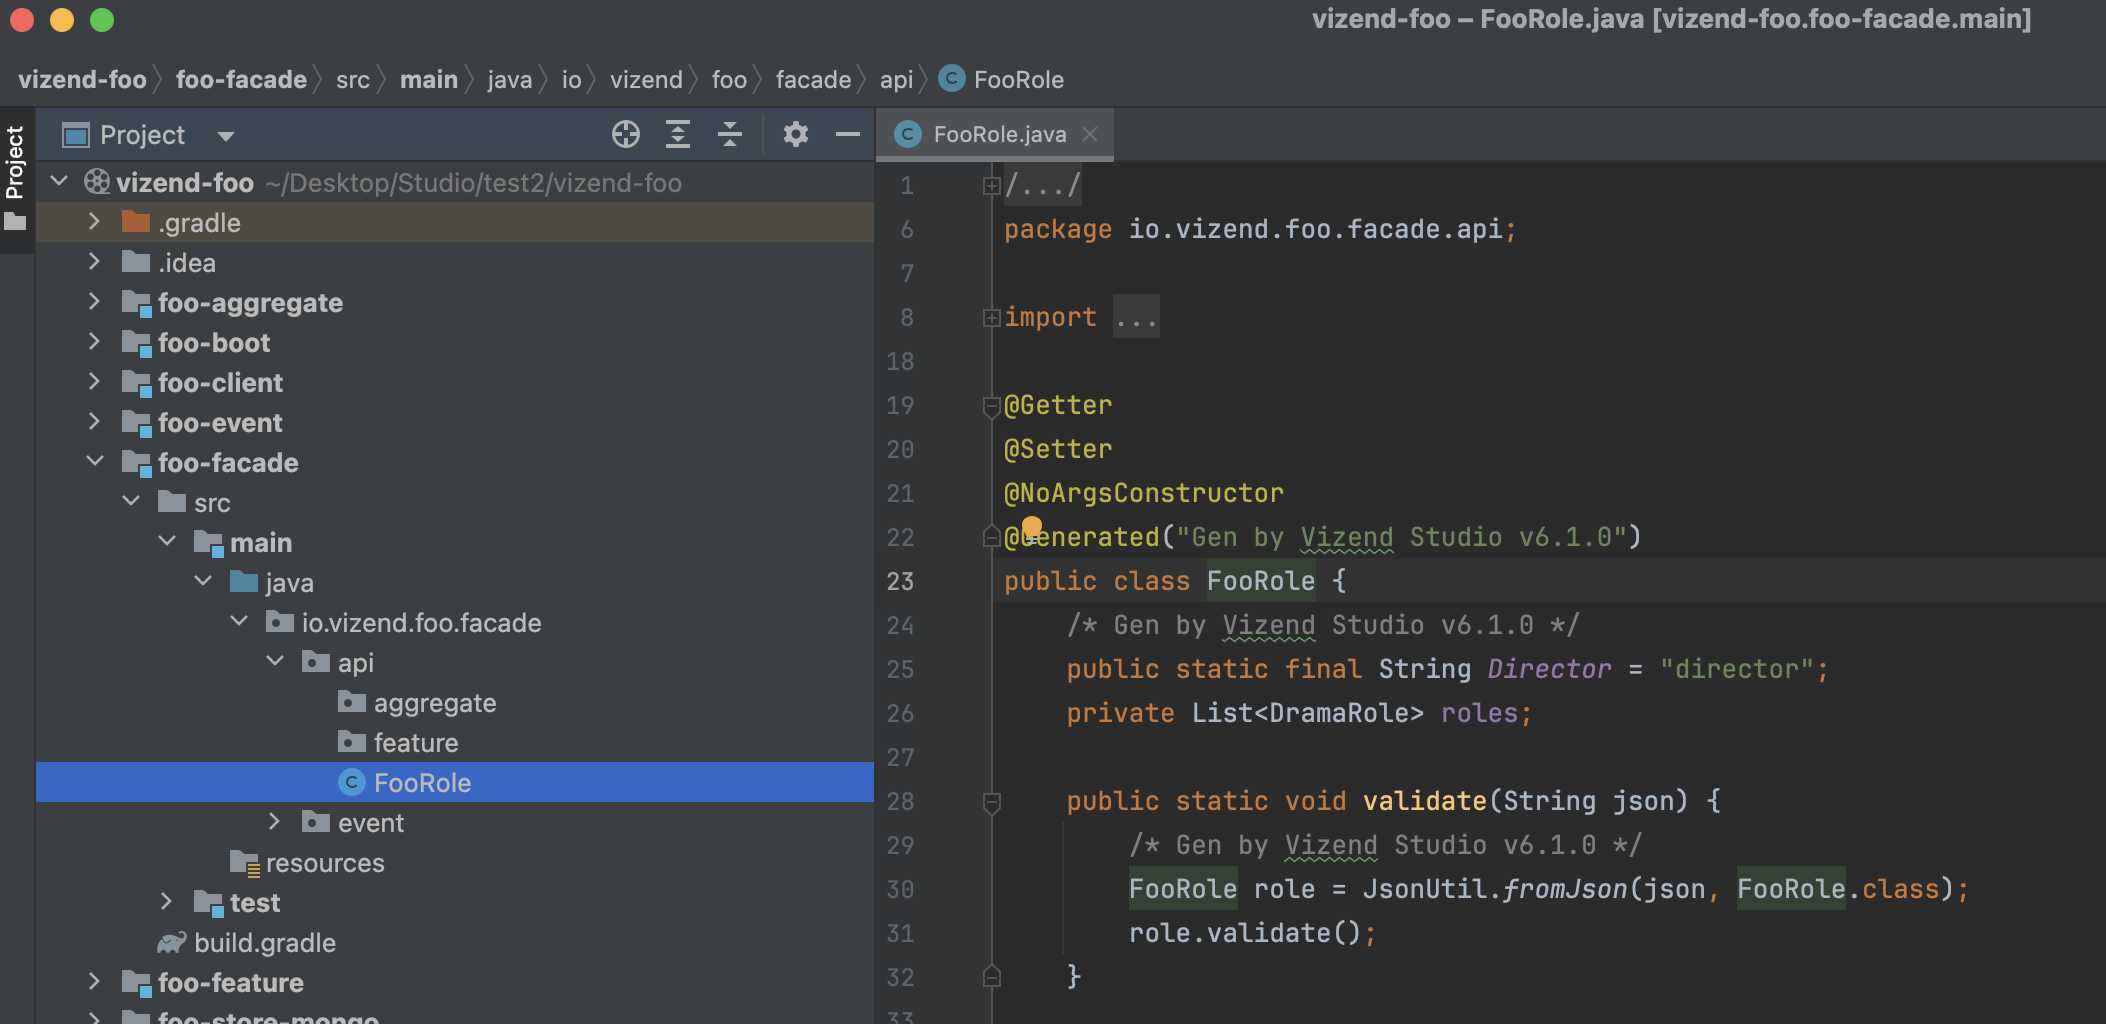 vizend-foo – FooRole.java [vizend-foo.foo-facade.main]
vizend-foo foo-facade src main java io vizend foo facade api FooRole
Project
Project
vizend-foo ~/Desktop/Studio/test2/vizend-foo
.gradle
.idea
foo-aggregate
foo-boot
foo-client
foo-event
foo-facade
src
main
java
io.vizend.foo.facade
api
aggregate
feature
FooRole
event
resources
test
build.gradle
foo-feature
foo-store-mongo
FooRole.java
1 /.../
6 package io.vizend.foo.facade.api;
7
8 import ...
18
19 @Getter
20 @Setter
21 @NoArgsConstructor
22 @Generated("Gen by Vizend Studio v6.1.0")
23 public class FooRole {
24 /* Gen by Vizend Studio v6.1.0 */
25 public static final String Director = "director";
26 private List<DramaRole> roles;
27
28 public static void validate(String json) {
29 /* Gen by Vizend Studio v6.1.0 */
30 FooRole role = JsonUtil.fromJson(json, FooRole.class);
31 role.validate();
32 }
33